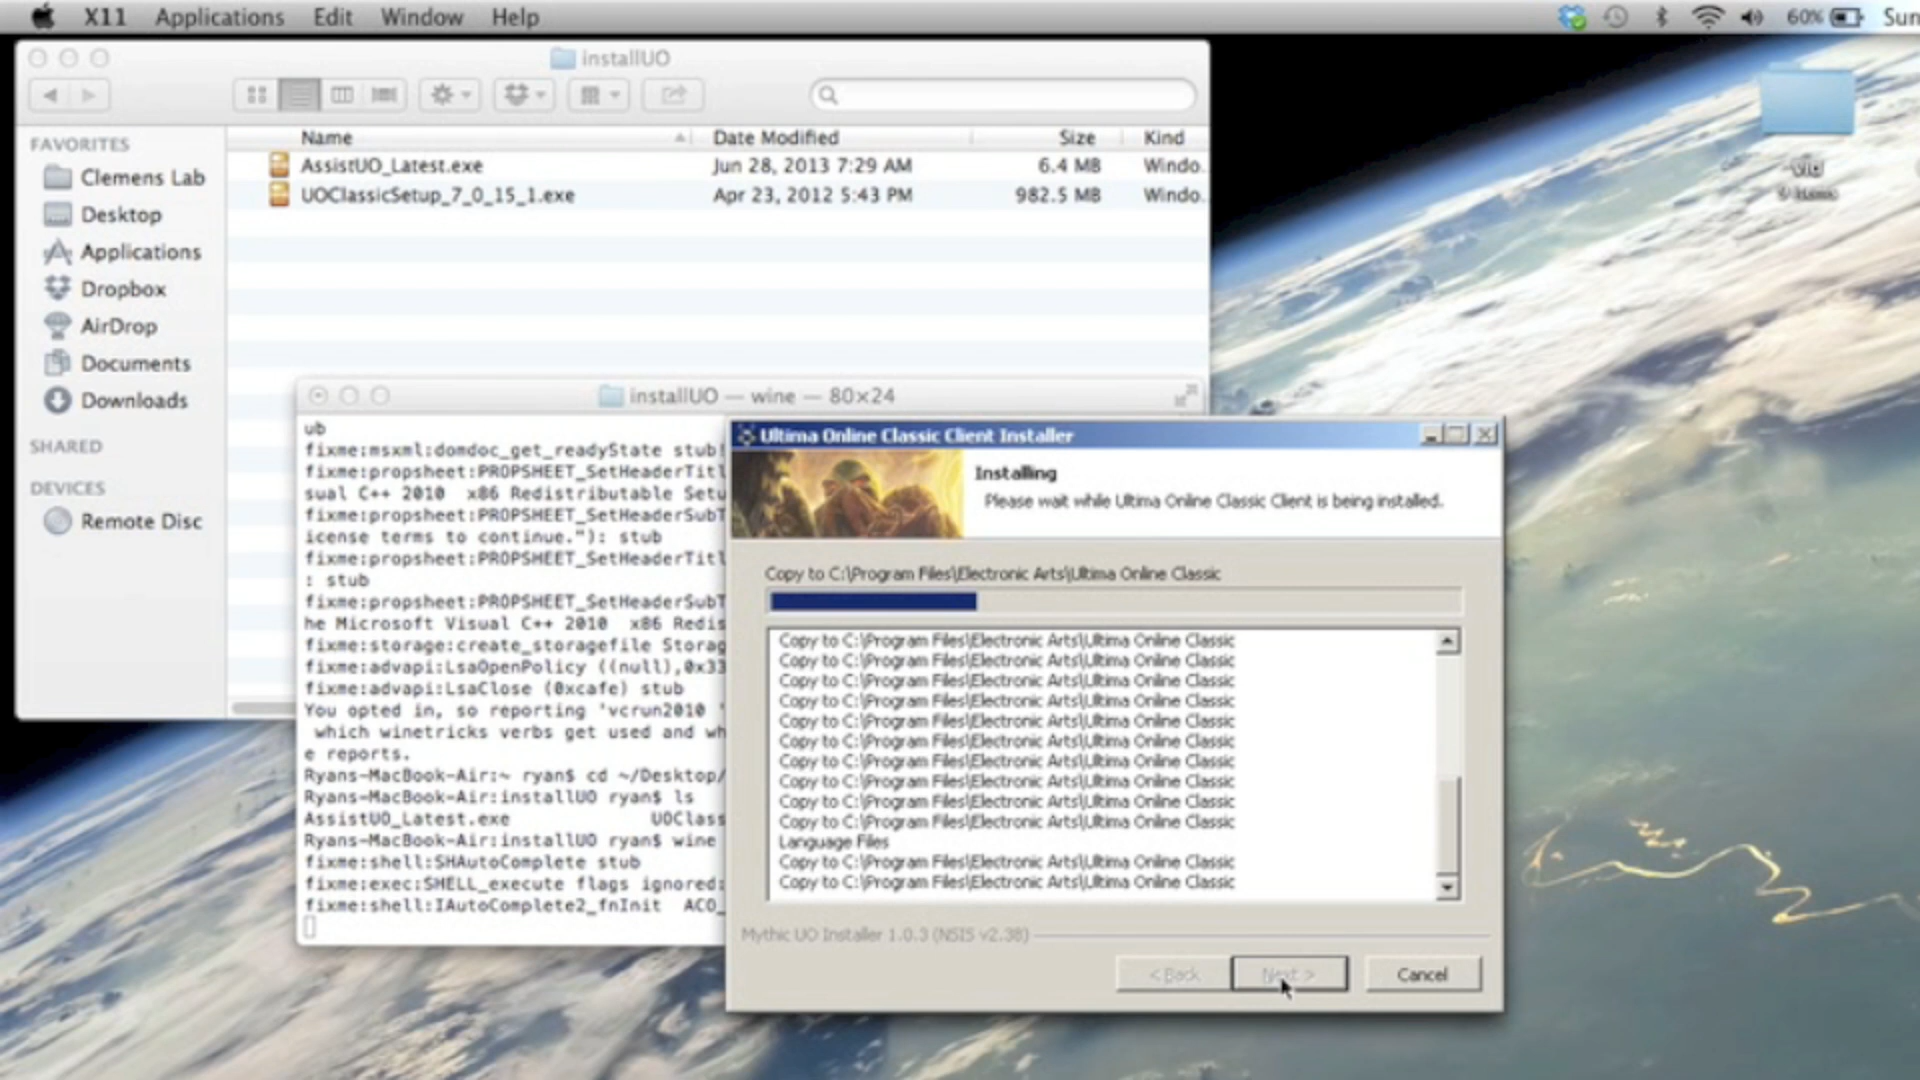 X11 Applications Edit Window Help
60% Sun
installUO
Name Date Modified Size Kind
AssistUO_Latest.exe Jun 28, 2013 7:29 AM 6.4 MB Windo
UOClassicSetup_7_0_15_1.exe Apr 23, 2012 5:43 PM 982.5 MB Windo
FAVORITES
Clemens Lab
Desktop
Applications
Dropbox
AirDrop
Documents
Downloads
SHARED
DEVICES
Remote Disc
vid
9 items
installUO — wine — 80×24
ub
fixme:msxml:domdoc_get_readyState stub!
fixme:propsheet:PROPSHEET_SetHeaderTitl
sual C++ 2010 x86 Redistributable Setu
fixme:propsheet:PROPSHEET_SetHeaderSubT
icense terms to continue."): stub
fixme:propsheet:PROPSHEET_SetHeaderTitl
: stub
fixme:propsheet:PROPSHEET_SetHeaderSubT
he Microsoft Visual C++ 2010 x86 Redis
fixme:storage:create_storagefile Storag
fixme:advapi:LsaOpenPolicy ((null),0x33
fixme:advapi:LsaClose (0xcafe) stub
You opted in, so reporting 'vcrun2010 '
which winetricks verbs get used and wh
e reports.
Ryans-MacBook-Air:~ ryan$ cd ~/Desktop/
Ryans-MacBook-Air:installUO ryan$ ls
AssistUO_Latest.exe UOClass
Ryans-MacBook-Air:installUO ryan$ wine
fixme:shell:SHAutoComplete stub
fixme:exec:SHELL_execute flags ignored:
fixme:shell:IAutoComplete2_fnInit ACO_
Ultima Online Classic Client Installer
Installing
Please wait while Ultima Online Classic Client is being installed.
Copy to C:\Program Files\Electronic Arts\Ultima Online Classic
Copy to C:\Program Files\Electronic Arts\Ultima Online Classic
Copy to C:\Program Files\Electronic Arts\Ultima Online Classic
Copy to C:\Program Files\Electronic Arts\Ultima Online Classic
Copy to C:\Program Files\Electronic Arts\Ultima Online Classic
Copy to C:\Program Files\Electronic Arts\Ultima Online Classic
Copy to C:\Program Files\Electronic Arts\Ultima Online Classic
Copy to C:\Program Files\Electronic Arts\Ultima Online Classic
Copy to C:\Program Files\Electronic Arts\Ultima Online Classic
Copy to C:\Program Files\Electronic Arts\Ultima Online Classic
Copy to C:\Program Files\Electronic Arts\Ultima Online Classic
Language Files
Copy to C:\Program Files\Electronic Arts\Ultima Online Classic
Copy to C:\Program Files\Electronic Arts\Ultima Online Classic
Mythic UO Installer 1.0.3 (NSIS v2.38)
< Back Next > Cancel